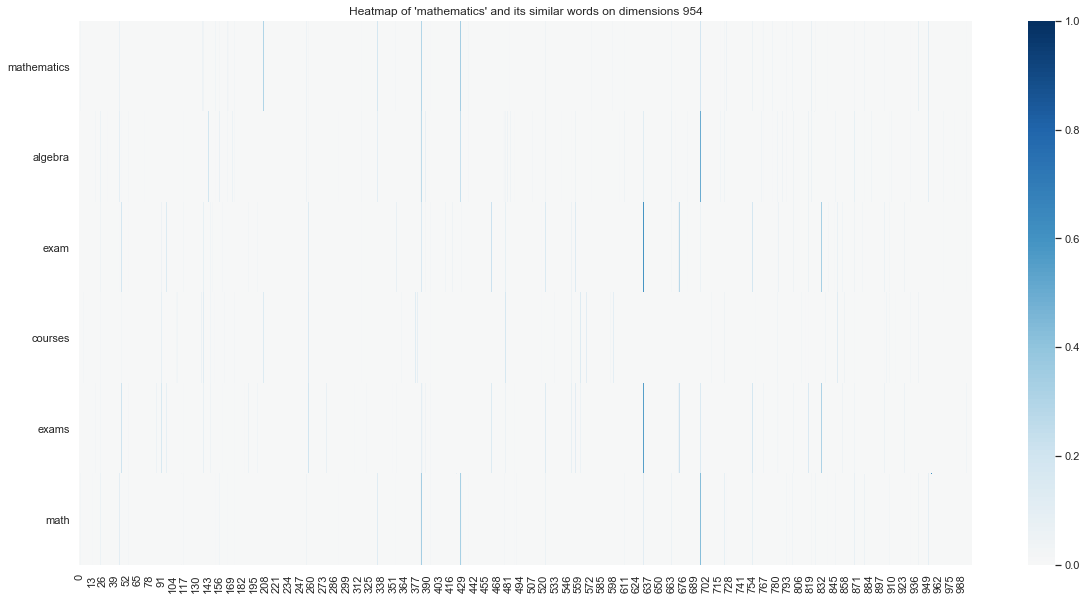 Heatmap of 'mathematics' and its similar words on dimensions 954
mathematics
algebra
exam
courses
exams
math
0 13 26 39 52 65 78 91 104 117 130 143 156 169 182 195 208 221 234 247 260 273 286 299 312 325 338 351 364 377 390 403 416 429 442 455 468 481 494 507 520 533 546 559 572 585 598 611 624 637 650 663 676 689 702 715 728 741 754 767 780 793 806 819 832 845 858 871 884 897 910 923 936 949 962 975 988
1.0
0.8
0.6
0.4
0.2
0.0